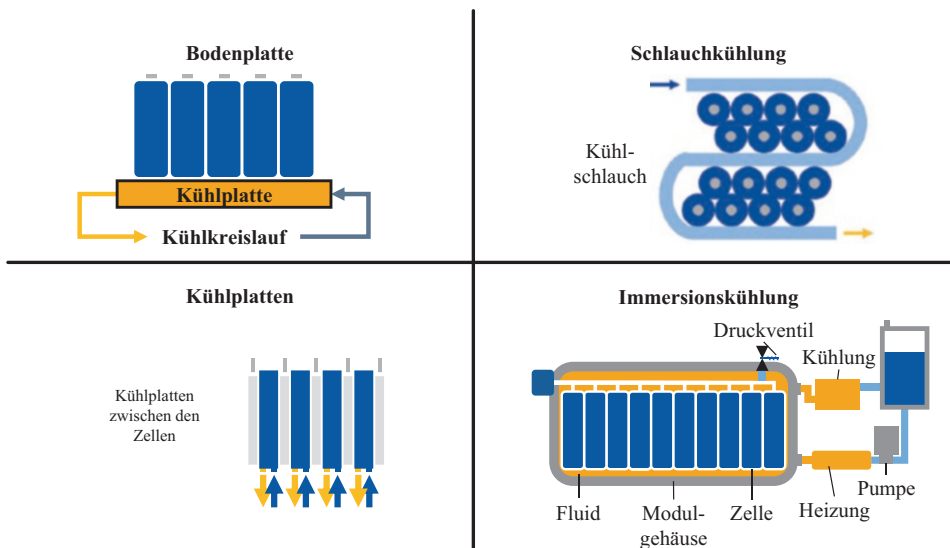 Bodenplatte
Kühlplatte
Kühlkreislauf
Schlauchkühlung
Kühl-
schlauch
Kühlplatten
Kühlplatten
zwischen den
Zellen
Immersionskühlung
Druckventil
Kühlung
Fluid
Modul-
gehäuse
Zelle
Heizung
Pumpe